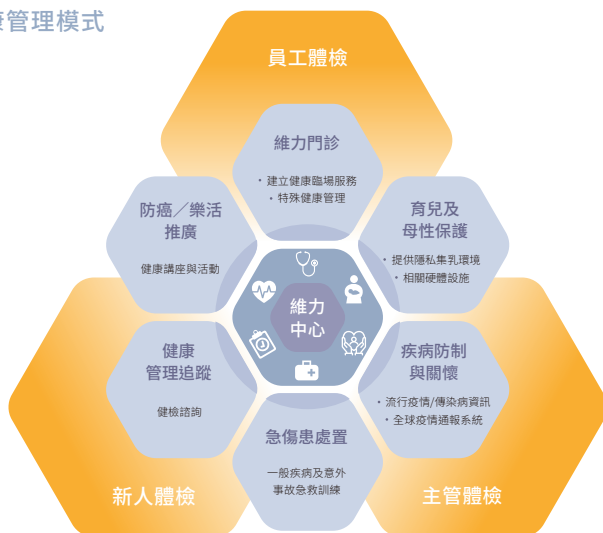 康管理模式
員工體檢
維力門診
・建立健康臨場服務
・特殊健康管理
防癌／樂活
推廣
健康講座與活動
育兒及
母性保護
・提供隱私集乳環境
・相關硬體設施
維力
中心
健康
管理追蹤
健檢諮詢
疾病防制
與關懷
・流行疫情/傳染病資訊
・全球疫情通報系統
急傷患處置
一般疾病及意外
事故急救訓練
新人體檢
主管體檢